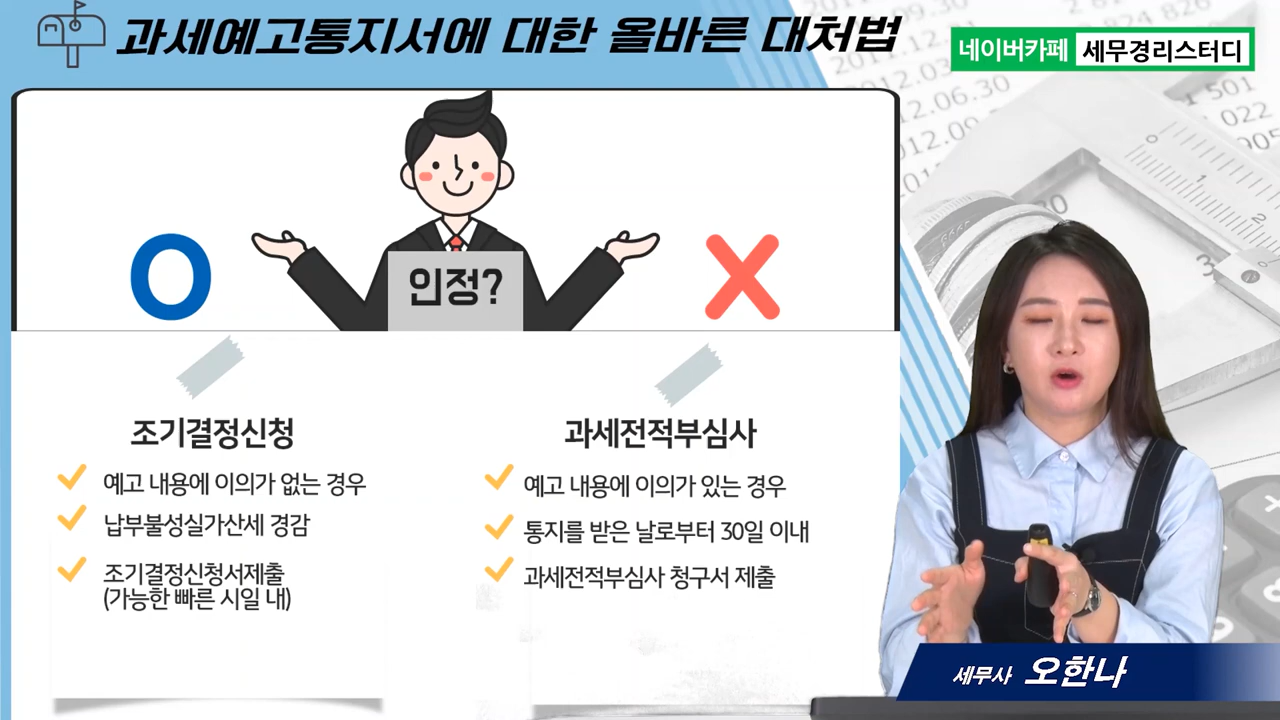 과세예고통지서에 대한 올바른 대처법
네이버카페 세무경리스터디
O
인정?
X
조기결정신청
예고 내용에 이의가 없는 경우
납부불성실가산세 경감
조기결정신청서제출
(가능한 빠른 시일 내)
과세전적부심사
예고 내용에 이의가 있는 경우
통지를 받은 날로부터 30일 이내
과세전적부심사 청구서 제출
세무사 오한나